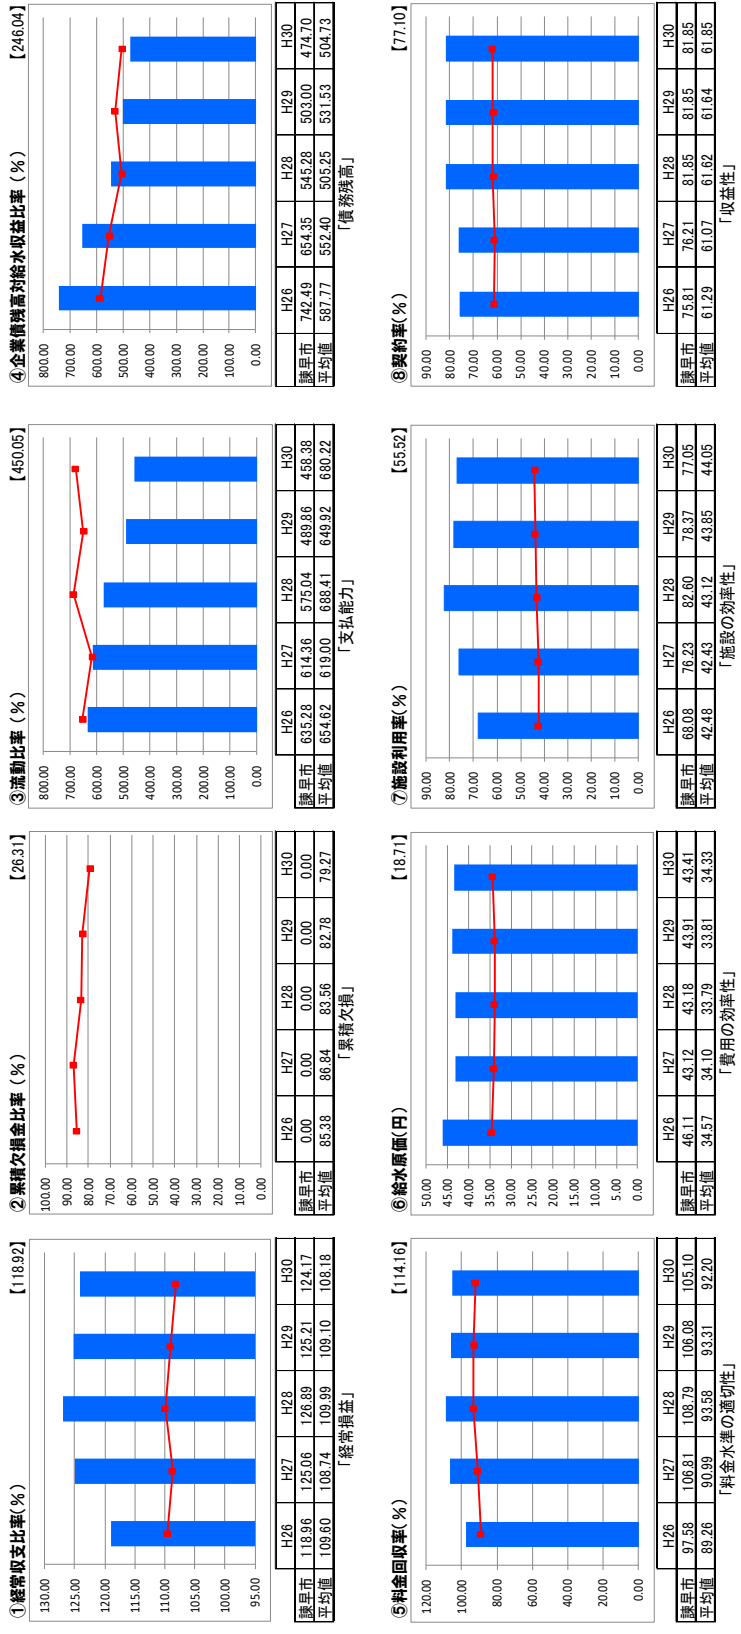 ①経常収支比率(％)
【118.92】
130.00
125.00
120.00
115.00
110.00
105.00
100.00
95.00
H26 H27 H28 H29 H30
諫早市 118.96 125.06 126.89 125.21 124.17
平均値 109.60 108.74 109.99 109.10 108.18
「経常損益」
②累積欠損金比率（％）
【26.31】
100.00
90.00
80.00
70.00
60.00
50.00
40.00
30.00
20.00
10.00
0.00
H26 H27 H28 H29 H30
諫早市 0.00 0.00 0.00 0.00 0.00
平均値 85.38 86.84 83.56 82.78 79.27
「累積欠損」
③流動比率（％）
【450.05】
800.00
700.00
600.00
500.00
400.00
300.00
200.00
100.00
0.00
H26 H27 H28 H29 H30
諫早市 635.28 614.36 575.04 489.86 458.38
平均値 654.62 619.00 688.41 649.92 680.22
「支払能力」
④企業債残高対給水収益比率（％）
【246.04】
800.00
700.00
600.00
500.00
400.00
300.00
200.00
100.00
0.00
H26 H27 H28 H29 H30
諫早市 742.49 654.35 545.28 503.00 474.70
平均値 587.77 552.40 505.25 531.53 504.73
「債務残高」
⑤料金回収率(％)
【114.16】
120.00
100.00
80.00
60.00
40.00
20.00
0.00
H26 H27 H28 H29 H30
諫早市 97.58 106.81 108.79 106.08 105.10
平均値 89.26 90.99 93.58 93.31 92.20
「料金水準の適切性」
⑥給水原価(円)
【18.71】
50.00
45.00
40.00
35.00
30.00
25.00
20.00
15.00
10.00
5.00
0.00
H26 H27 H28 H29 H30
諫早市 46.11 43.12 43.18 43.91 43.41
平均値 34.57 34.10 33.79 33.81 34.33
「費用の効率性」
⑦施設利用率(％)
【55.52】
90.00
80.00
70.00
60.00
50.00
40.00
30.00
20.00
10.00
0.00
H26 H27 H28 H29 H30
諫早市 68.08 76.23 82.60 78.37 77.05
平均値 42.48 42.43 43.12 43.85 44.05
「施設の効率性」
⑧契約率(％)
【77.10】
90.00
80.00
70.00
60.00
50.00
40.00
30.00
20.00
10.00
0.00
H26 H27 H28 H29 H30
諫早市 75.81 76.21 81.85 81.85 81.85
平均値 61.29 61.07 61.62 61.64 61.85
「収益性」